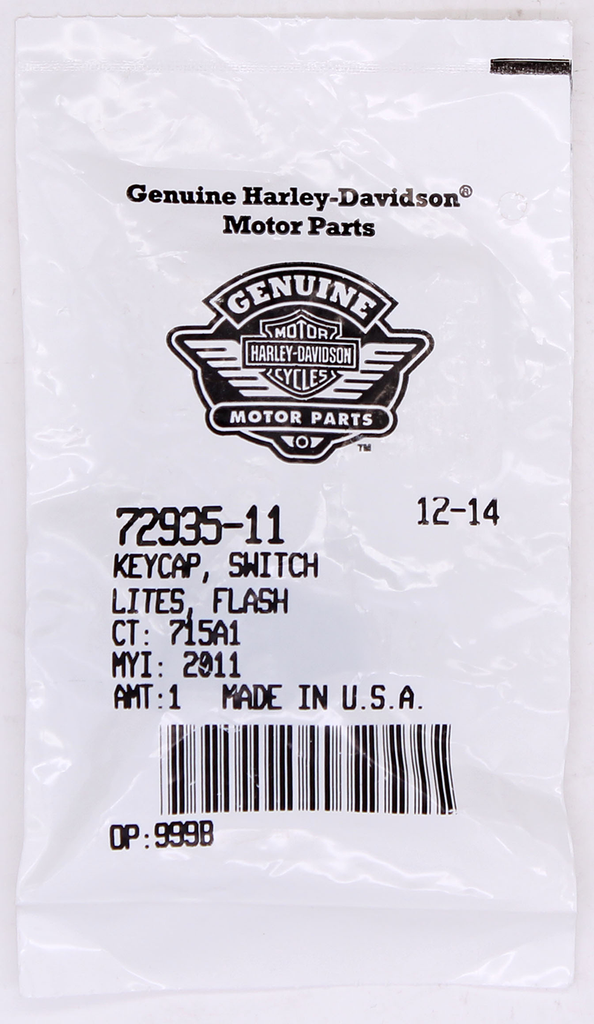 Genuine Harley-Davidson®
Motor Parts
GENUINE
MOTOR
HARLEY-DAVIDSON
CYCLES
MOTOR PARTS
TM
72935-11 12-14
KEYCAP, SWITCH
LITES, FLASH
CT: 715A1
MYI: 2011
AMT:1 MADE IN U.S.A.
OP:999B